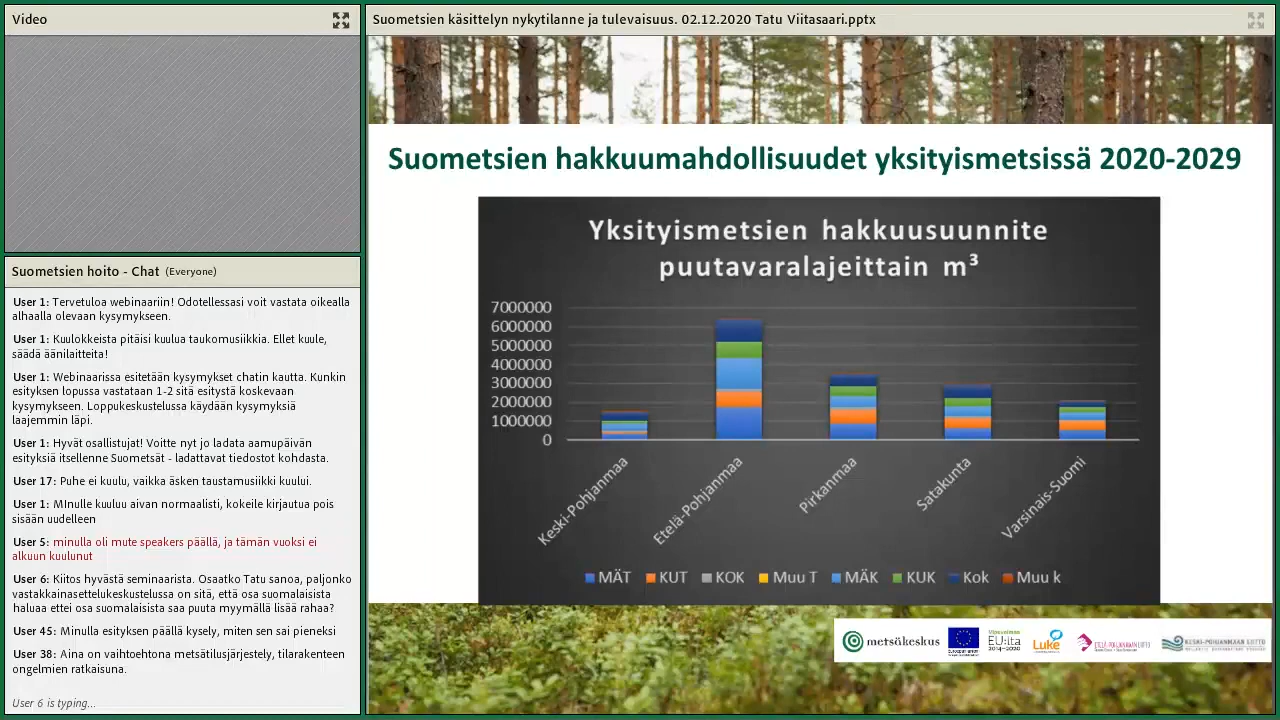 Video
Suometsien käsittelyn nykytilanne ja tulevaisuus. 02.12.2020 Tatu Viitasaari.pptx
Suometsien hoito - Chat (Everyone)
User 1: Tervetuloa webinaariin! Odotellessasi voit vastata oikealla
alhaalla olevaan kysymykseen.
User 1: Kuulokkeista pitäisi kuulua taukomusiikkia. Ellet kuule,
säädä äänilaitteita!
User 1: Webinaarissa esitetään kysymykset chatin kautta. Kunkin
esityksen lopussa vastataan 1-2 sitä esitystä koskevaan
kysymykseen. Loppukeskustelussa käydään kysymyksiä
laajemmin läpi.
User 1: Hyvät osallistujat! Voitte nyt jo ladata aamupäivän
esityksiä itsellenne Suometsät - ladattavat tiedostot kohdasta.
User 17: Puhe ei kuulu, vaikka äsken taustamusiikki kuului.
User 1: MInulle kuuluu aivan normaalisti, kokeile kirjautua pois
sisään uudelleen
User 5: minulla oli mute speakers päällä, ja tämän vuoksi ei
alkuun kuulunut
User 6: Kiitos hyvästä seminaarista. Osaatko Tatu sanoa, paljonko
vastakkainasettelukeskustelussa on sitä, että osa suomalaisista
haluaa ettei osa suomalaisista saa puuta myymällä lisää rahaa?
User 45: Minulla esityksen päällä kysely, miten sen sai pieneksi
User 38: Aina on vaihtoehtona
ongelmien ratkaisuna.
User 6 is typing...
Suometsien hakkuumahdollisuudet yksityismetsissä 2020-2029
Yksityismetsien hakkuusuunnite
puutavaralajeittain m³
7000000
6000000
5000000
4000000
3000000
2000000
1000000
0
Keski-Pohjanmaa
Etelä-Pohjanmaa
Pirkanmaa
Satakunta
Varsinais-Suomi
MÄT KUT KOK Muu T MÄK KUK Kok Muu k
metsäkeskus
Vipuvoimaa
EU:lta
2014–2020
Luke